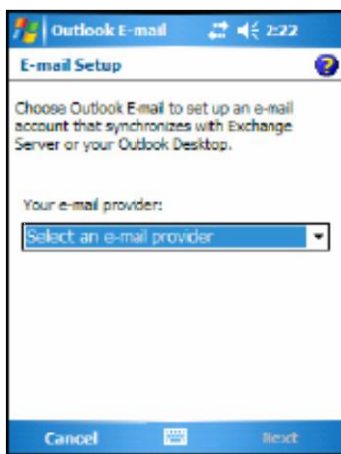 Outlook E-mail 2:22
E-mail Setup
Choose Outlook E-mail to set up an e-mail
account that synchronizes with Exchange
Server or your Outlook Desktop.
Your e-mail provider:
Select an e-mail provider
Cancel Next